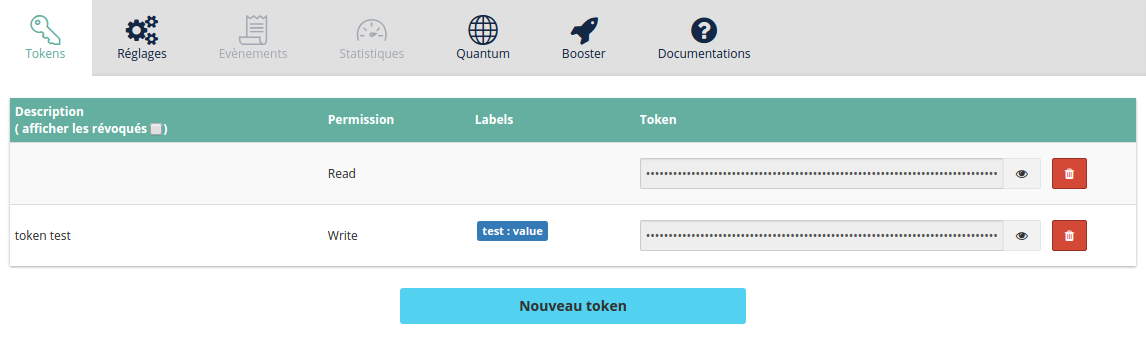 Tokens
Réglages
Evènements
Statistiques
Quantum
Booster
Documentations
Description
( afficher les révoqués )
Permission
Labels
Token
Read
token test
Write
test : value
Nouveau token